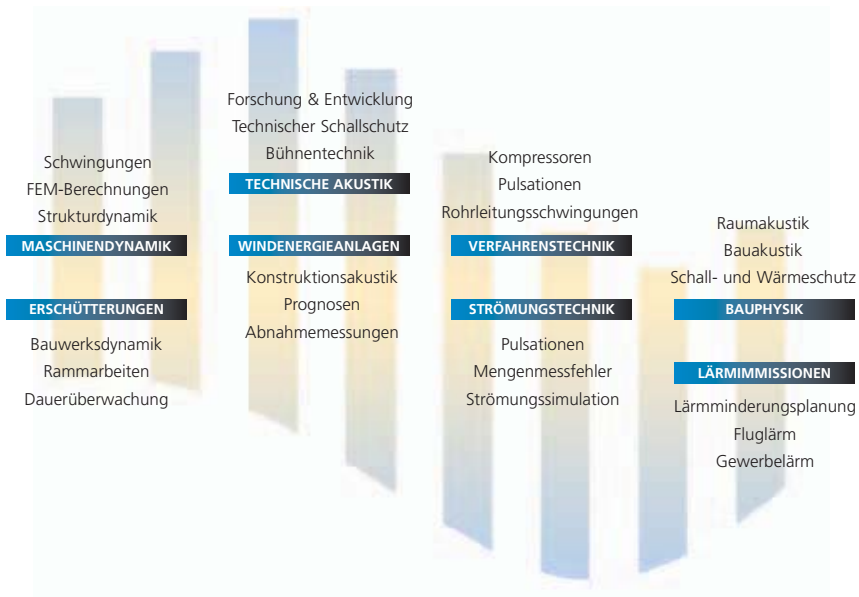 Schwingungen
FEM-Berechnungen
Strukturdynamik
MASCHINENDYNAMIK
ERSCHÜTTERUNGEN
Bauwerksdynamik
Rammarbeiten
Dauerüberwachung
Forschung & Entwicklung
Technischer Schallschutz
Bühnentechnik
TECHNISCHE AKUSTIK
WINDENERGIEANLAGEN
Konstruktionsakustik
Prognosen
Abnahmemessungen
Kompressoren
Pulsationen
Rohrleitungsschwingungen
VERFAHRENSTECHNIK
STRÖMUNGSTECHNIK
Pulsationen
Mengenmessfehler
Strömungssimulation
Raumakustik
Bauakustik
Schall- und Wärmeschutz
BAUPHYSIK
LÄRMIMMISSIONEN
Lärmminderungsplanung
Fluglärm
Gewerbelärm